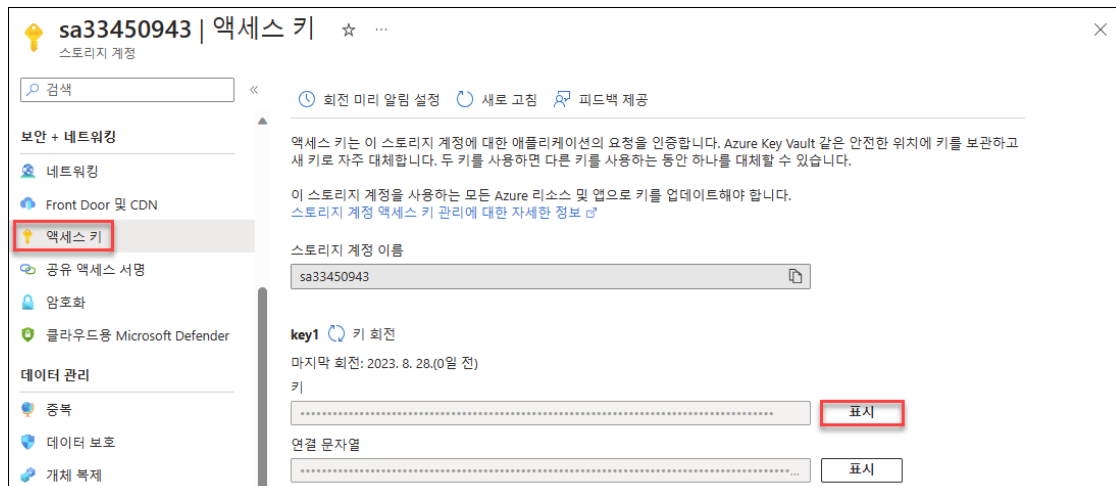 sa33450943 | 액세스 키 ☆ ···
스토리지 계정
검색
«
보안 + 네트워킹
네트워킹
Front Door 및 CDN
액세스 키
공유 액세스 서명
암호화
클라우드용 Microsoft Defender
데이터 관리
중복
데이터 보호
개체 복제
회전 미리 알림 설정 새로 고침 피드백 제공
액세스 키는 이 스토리지 계정에 대한 애플리케이션의 요청을 인증합니다. Azure Key Vault 같은 안전한 위치에 키를 보관하고
새 키로 자주 대체합니다. 두 키를 사용하면 다른 키를 사용하는 동안 하나를 대체할 수 있습니다.
이 스토리지 계정을 사용하는 모든 Azure 리소스 및 앱으로 키를 업데이트해야 합니다.
스토리지 계정 액세스 키 관리에 대한 자세한 정보
스토리지 계정 이름
sa33450943
key1 키 회전
마지막 회전: 2023. 8. 28.(0일 전)
키
표시
연결 문자열
표시